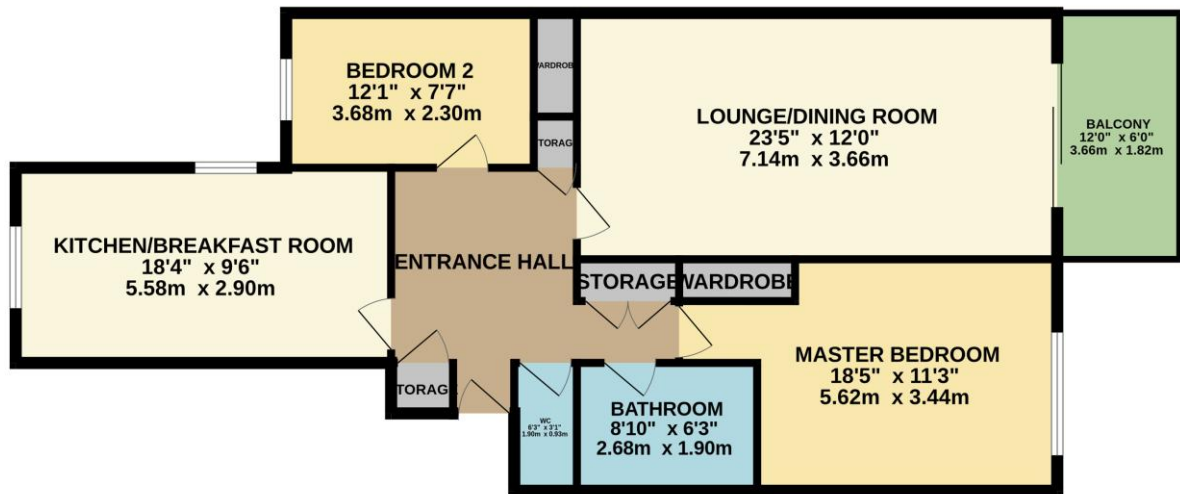 BEDROOM 2
12'1" x 7'7"
3.68m x 2.30m
WARDROBE
TORAG
LOUNGE/DINING ROOM
23'5" x 12'0"
7.14m x 3.66m
BALCONY
12'0" x 6'0"
3.66m x 1.82m
KITCHEN/BREAKFAST ROOM
18'4" x 9'6"
5.58m x 2.90m
ENTRANCE HALL
STORAGE
WARDROBE
MASTER BEDROOM
18'5" x 11'3"
5.62m x 3.44m
TORAG
WC
6'3" x 3'1"
1.90m x 0.93m
BATHROOM
8'10" x 6'3"
2.68m x 1.90m